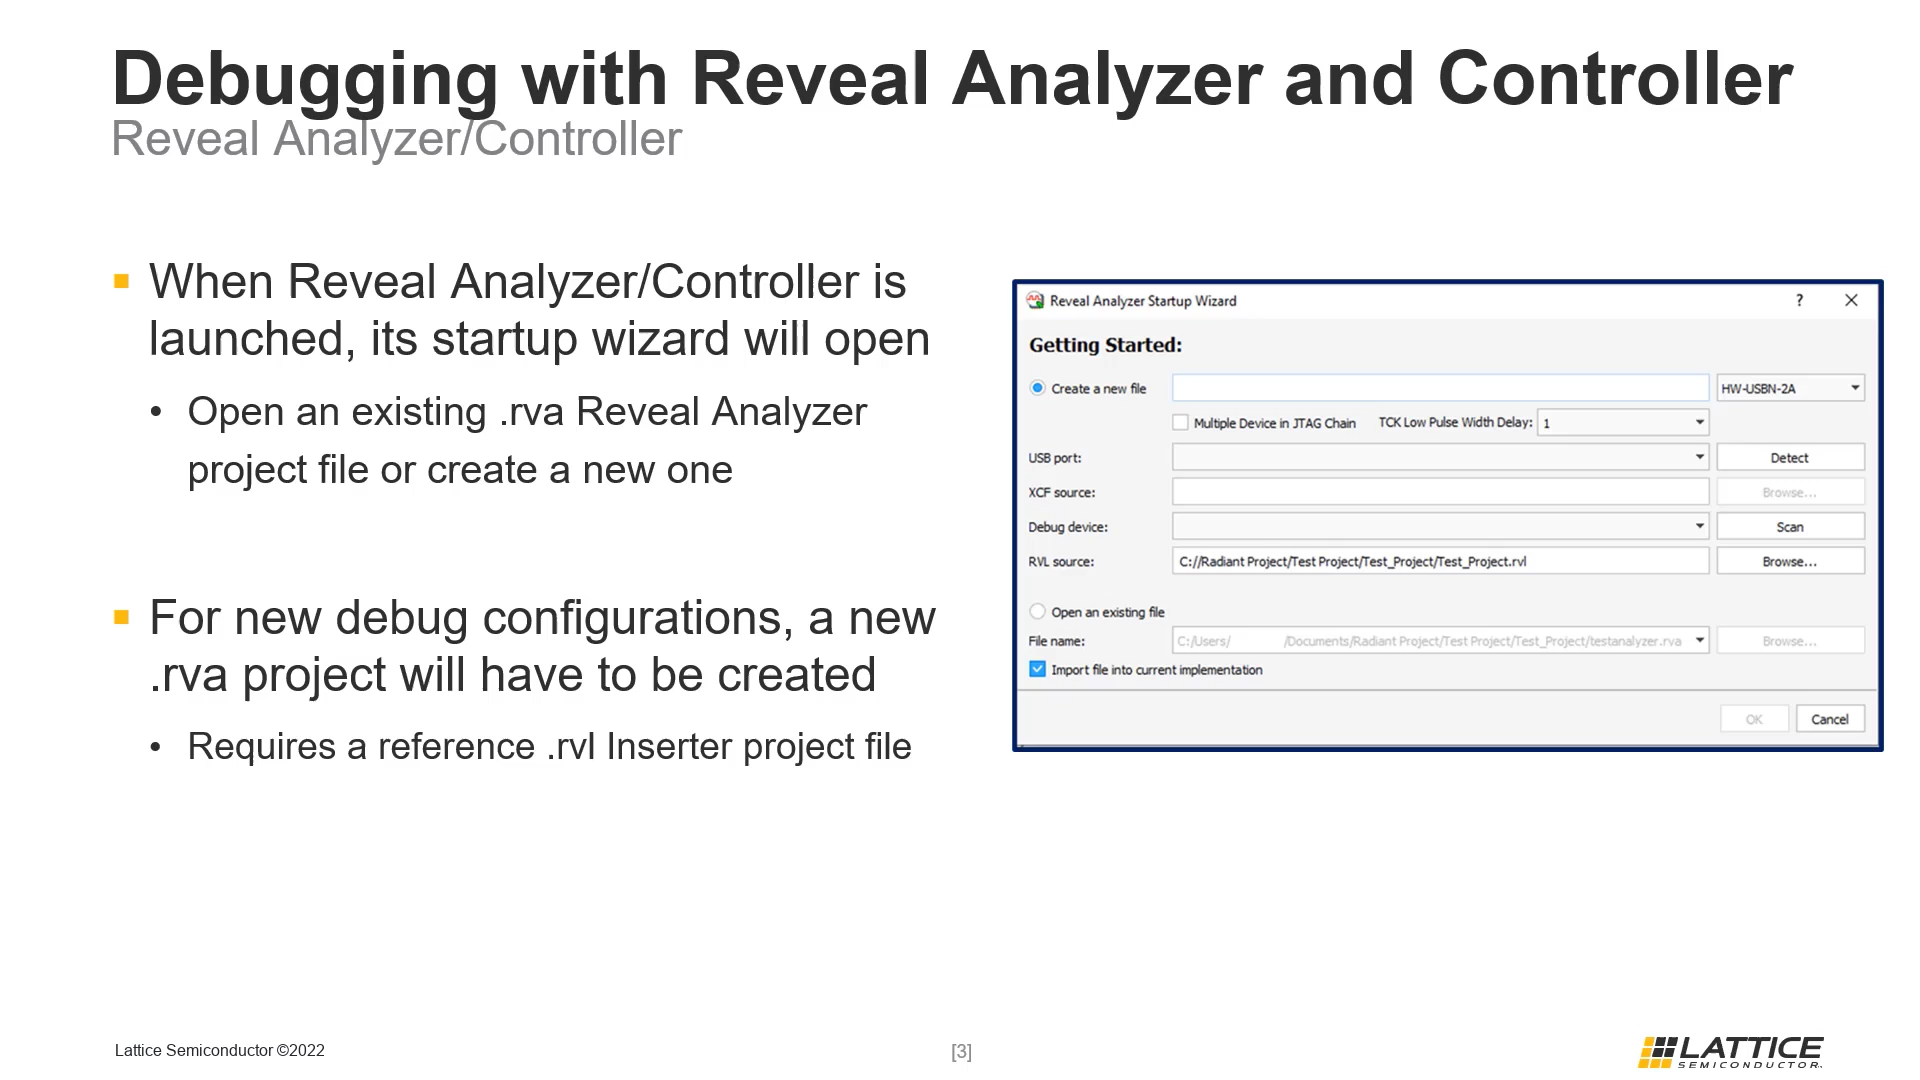 Debugging with Reveal Analyzer and Controller
Reveal Analyzer/Controller
When Reveal Analyzer/Controller is
launched, its startup wizard will open
Open an existing .rva Reveal Analyzer
project file or create a new one
For new debug configurations, a new
.rva project will have to be created
Requires a reference .rvl Inserter project file
Reveal Analyzer Startup Wizard ?
Getting Started:
Create a new file HW-USBN-2A
Multiple Device in JTAG Chain TCK Low Pulse Width Delay: 1
USB port: Detect
XCF source: Browse...
Debug device: Scan
RVL source: C://Radiant Project/Test Project/Test_Project/Test_Project.rvl Browse...
Open an existing file
File name: C:/Users/ /Documents/Radiant Project/Test Project/Test_Project/testanalyzer.rva Browse...
Import file into current implementation
OK Cancel
Lattice Semiconductor ©2022
[3]
LATTICE
SEMICONDUCTOR